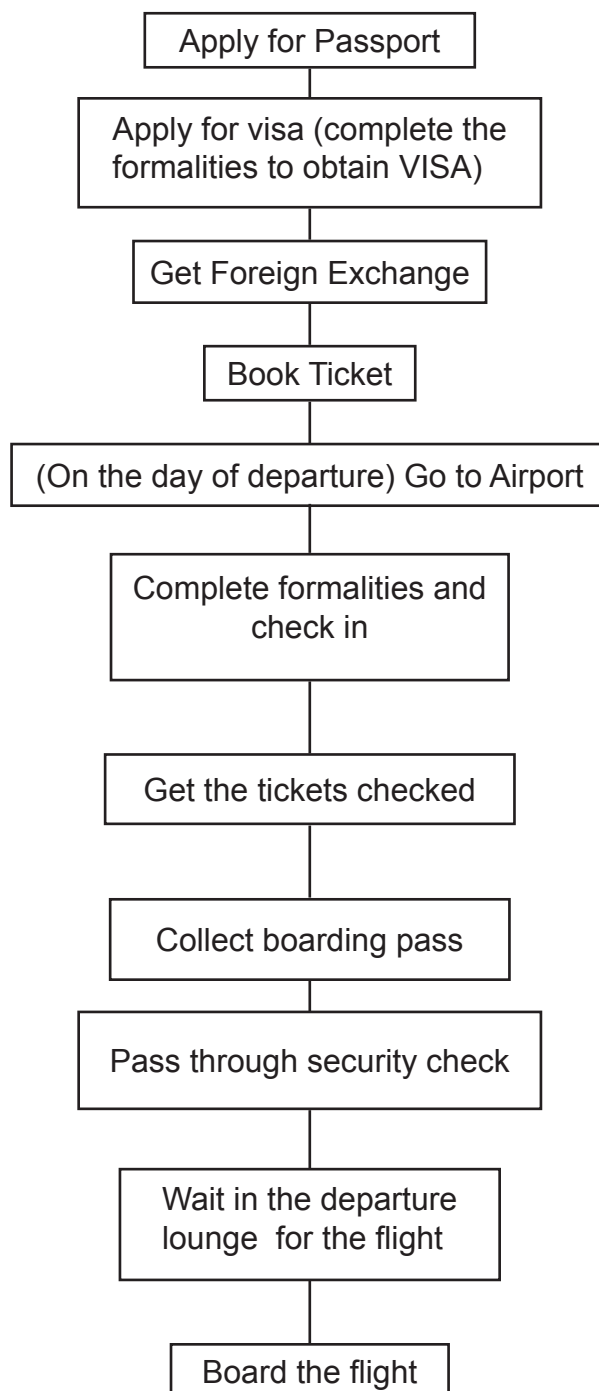 Apply for Passport
Apply for visa (complete the
formalities to obtain VISA)
Get Foreign Exchange
Book Ticket
(On the day of departure) Go to Airport
Complete formalities and
check in
Get the tickets checked
Collect boarding pass
Pass through security check
Wait in the departure
lounge for the flight
Board the flight